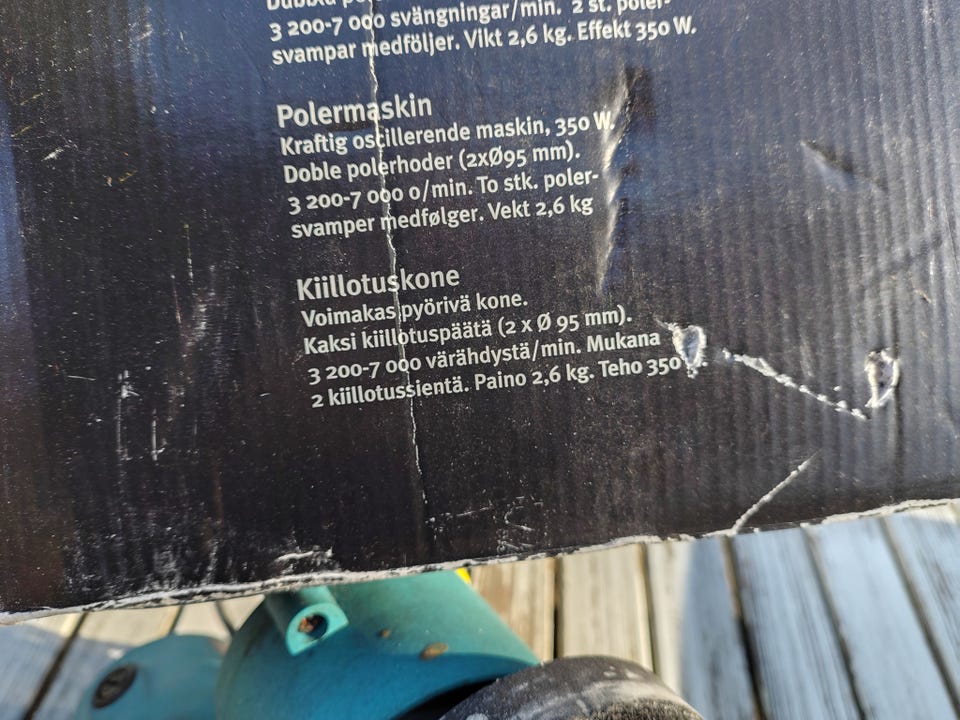 Dubbla
3 200-7 000 svängningar/min. 2 st. poler-
svampar medföljer. Vikt 2,6 kg. Effekt 350 W.
Polermaskin
Kraftig oscillerende maskin, 350 W.
Doble polerhoder (2xØ95 mm).
3 200-7 000 o/min. To stk. poler-
svamper medfølger. Vekt 2,6 kg
Kiillotuskone
Voimakas pyörivä kone.
Kaksi kiillotuspäätä (2 x Ø 95 mm).
3 200-7 000 värähdystä/min. Mukana
2 kiillotussientä. Paino 2,6 kg. Teho 350